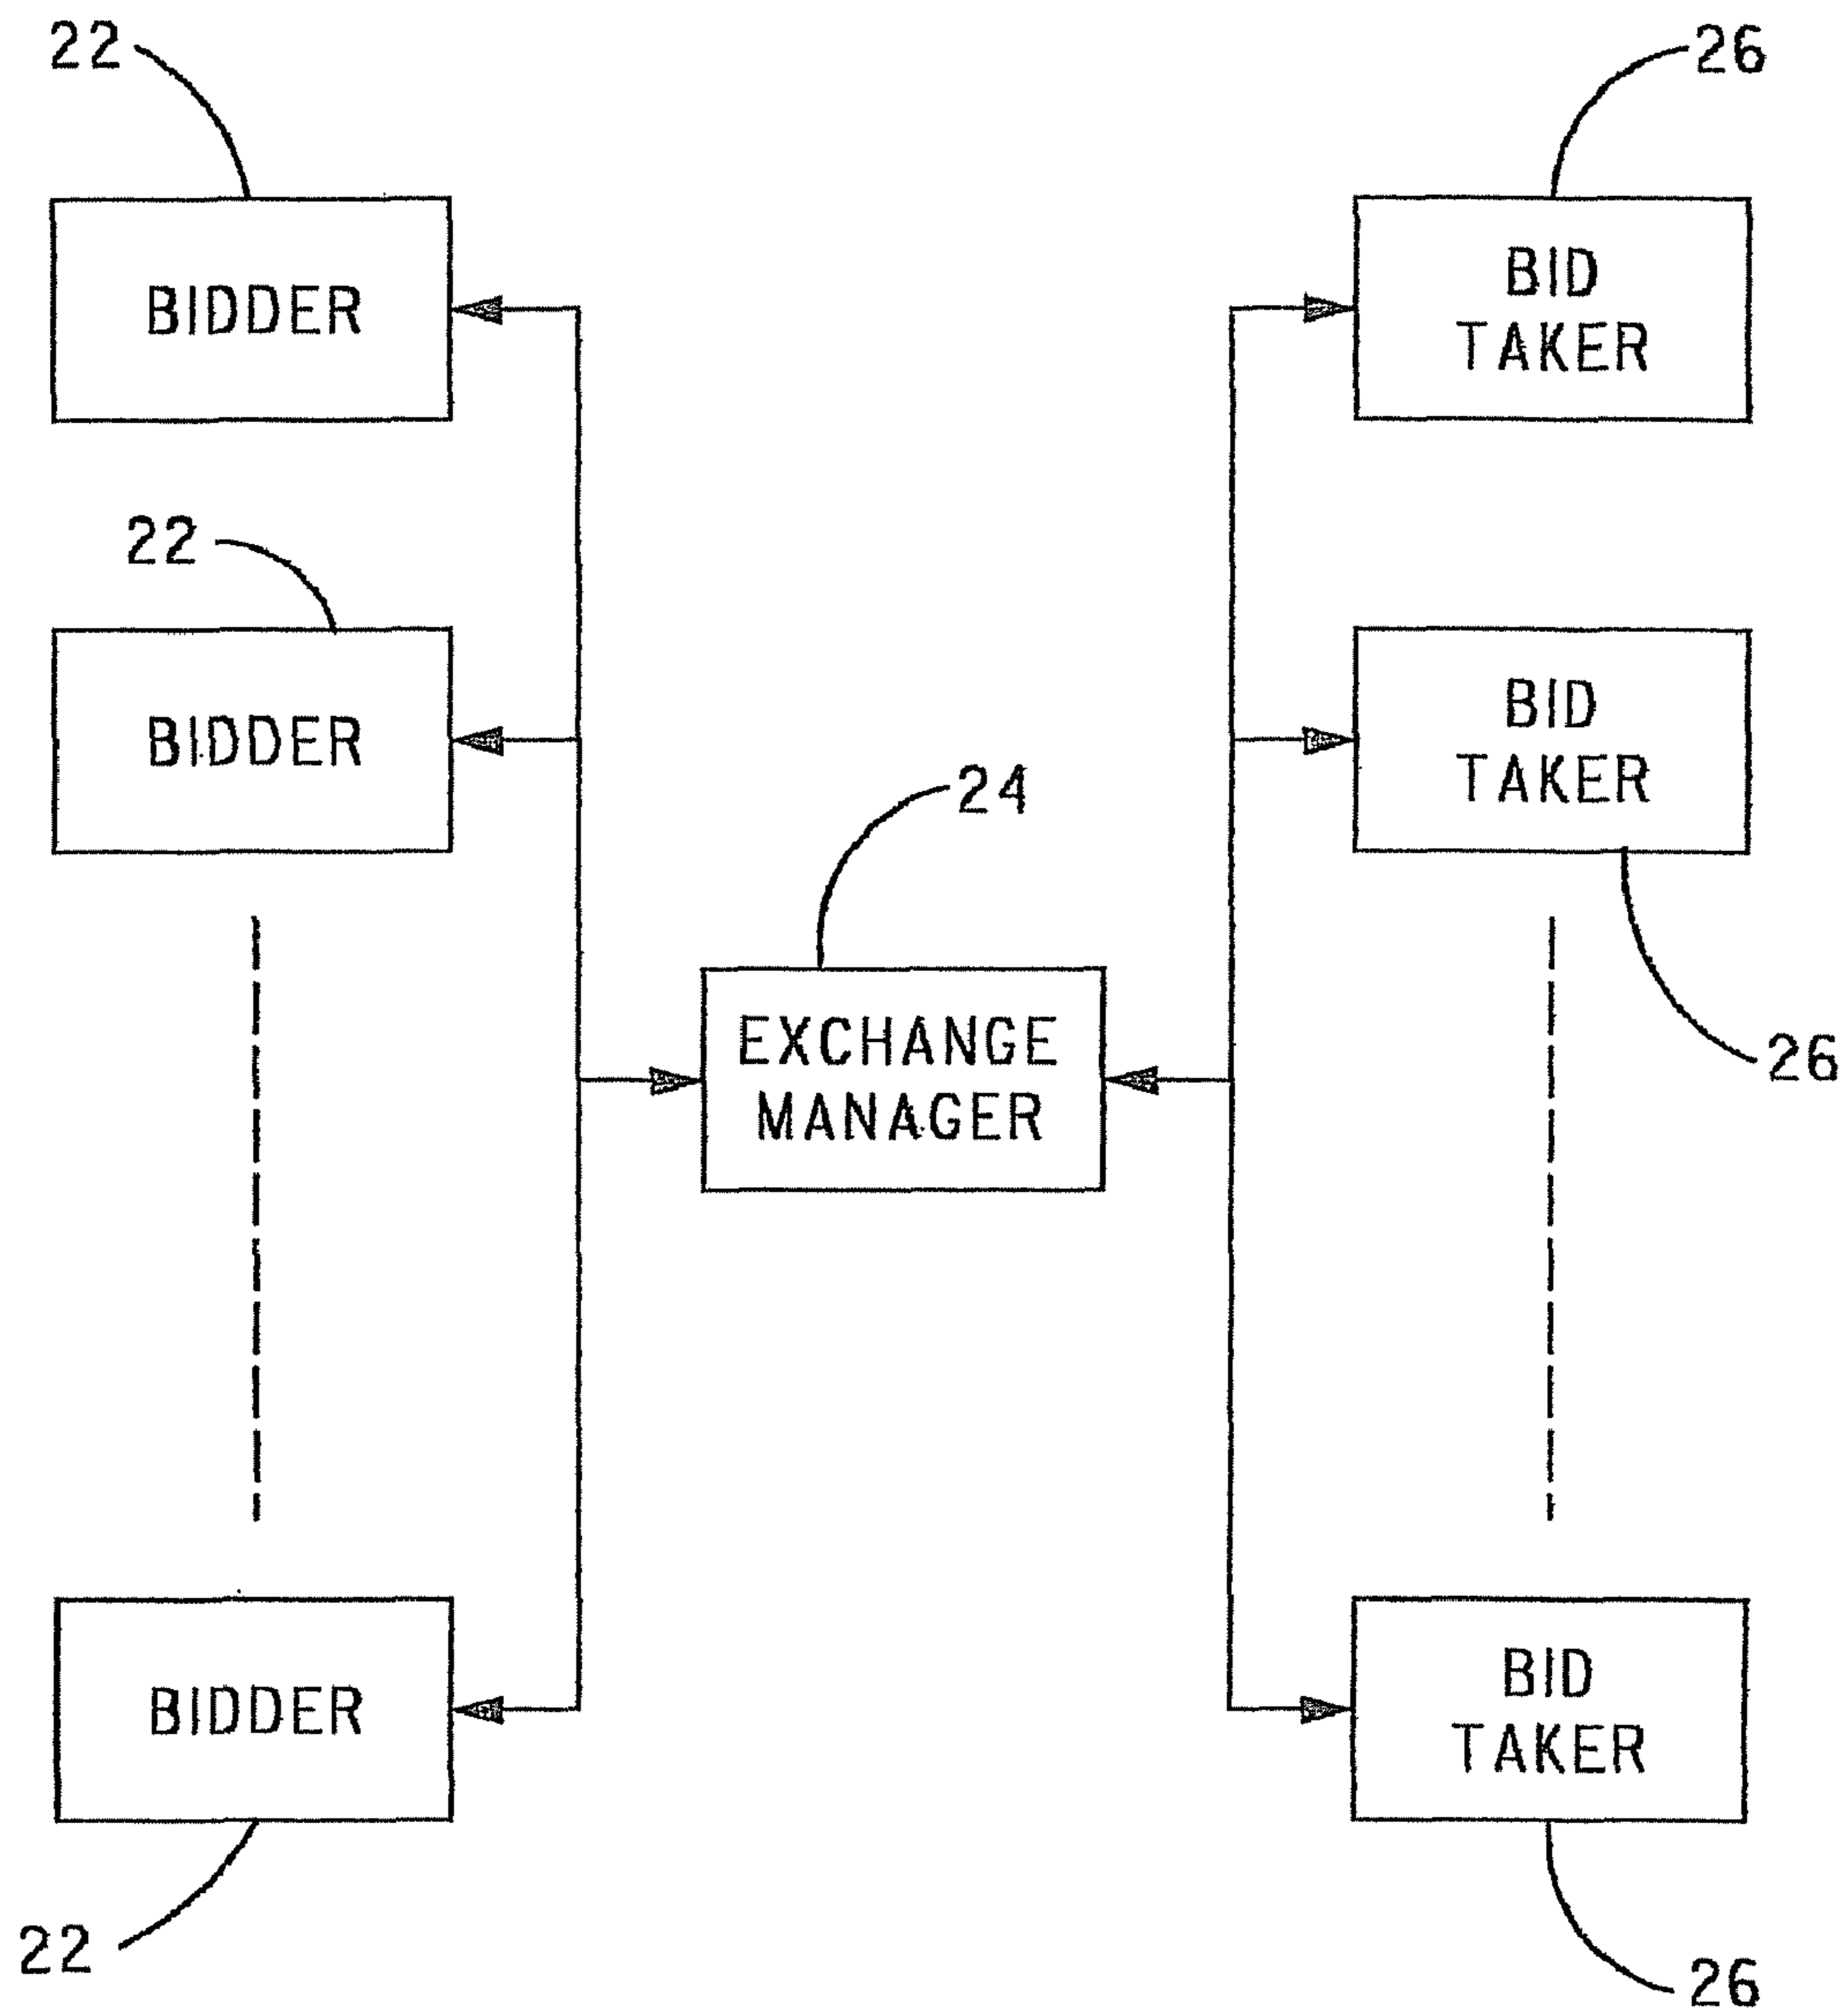 22
26
BIDDER
BID
TAKER
22
BIDDER
BID
TAKER
24
EXCHANGE
MANAGER
26
BIDDER
BID
TAKER
22
26